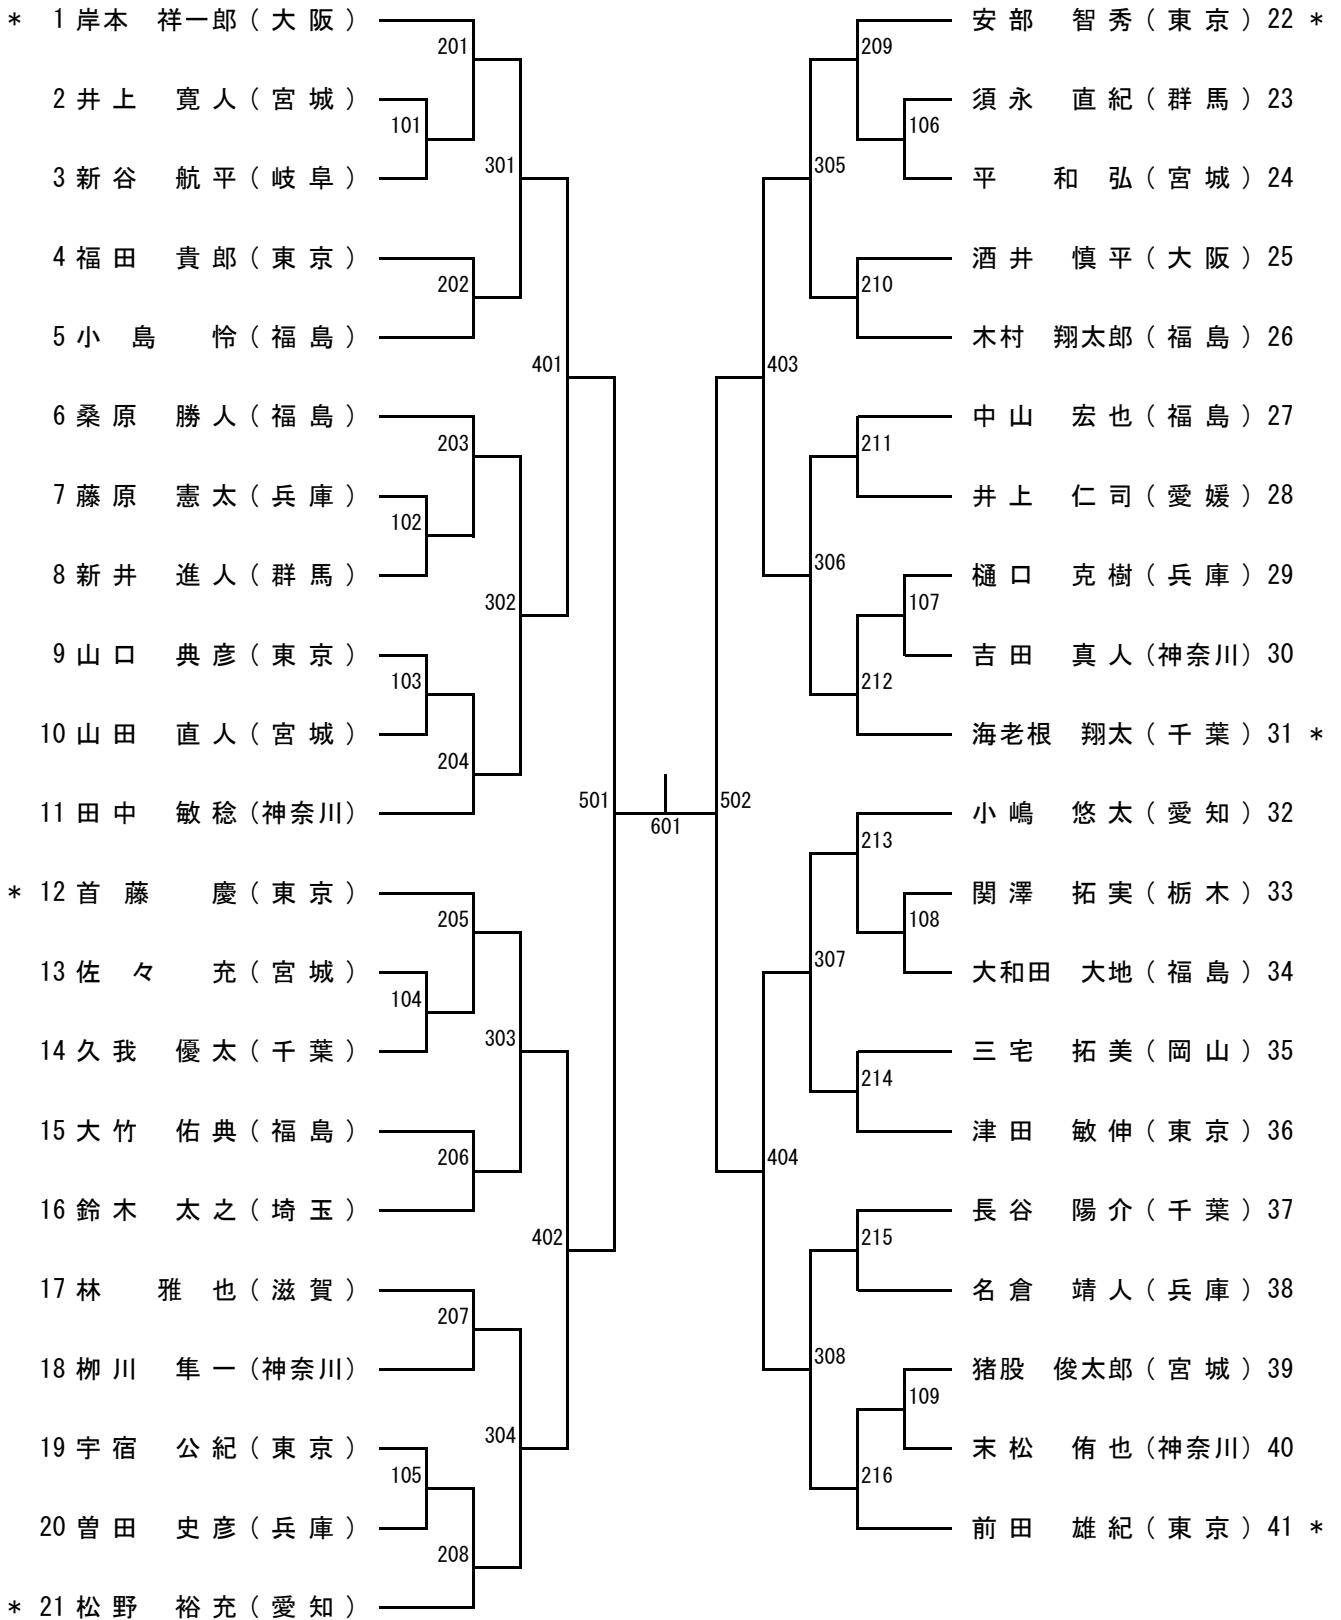 * 1 岸本 祥一郎(大阪)
2 井上 寛人(宮城)
3 新谷 航平(岐阜)
4 福田 貴郎(東京)
5 小島 怜(福島)
6 桑原 勝人(福島)
7 藤原 憲太(兵庫)
8 新井 進人(群馬)
9 山口 典彦(東京)
10 山田 直人(宮城)
11 田中 敏稔(神奈川)
* 12 首藤 慶(東京)
13 佐々 充(宮城)
14 久我 優太(千葉)
15 大竹 佑典(福島)
16 鈴木 太之(埼玉)
17 林 雅也(滋賀)
18 栁川 隼一(神奈川)
19 宇宿 公紀(東京)
20 曽田 史彦(兵庫)
* 21 松野 裕充(愛知)
101
102
103
104
105
201
202
203
204
205
206
207
208
301
302
303
304
401
402
501
601
502
403
404
305
306
307
308
209
210
211
212
213
214
215
216
106
107
108
109
安部 智秀(東京) 22 *
須永 直紀(群馬) 23
平 和弘(宮城) 24
酒井 慎平(大阪) 25
木村 翔太郎(福島) 26
中山 宏也(福島) 27
井上 仁司(愛媛) 28
樋口 克樹(兵庫) 29
吉田 真人(神奈川) 30
海老根 翔太(千葉) 31 *
小嶋 悠太(愛知) 32
関澤 拓実(栃木) 33
大和田 大地(福島) 34
三宅 拓美(岡山) 35
津田 敏伸(東京) 36
長谷 陽介(千葉) 37
名倉 靖人(兵庫) 38
猪股 俊太郎(宮城) 39
末松 侑也(神奈川) 40
前田 雄紀(東京) 41 *